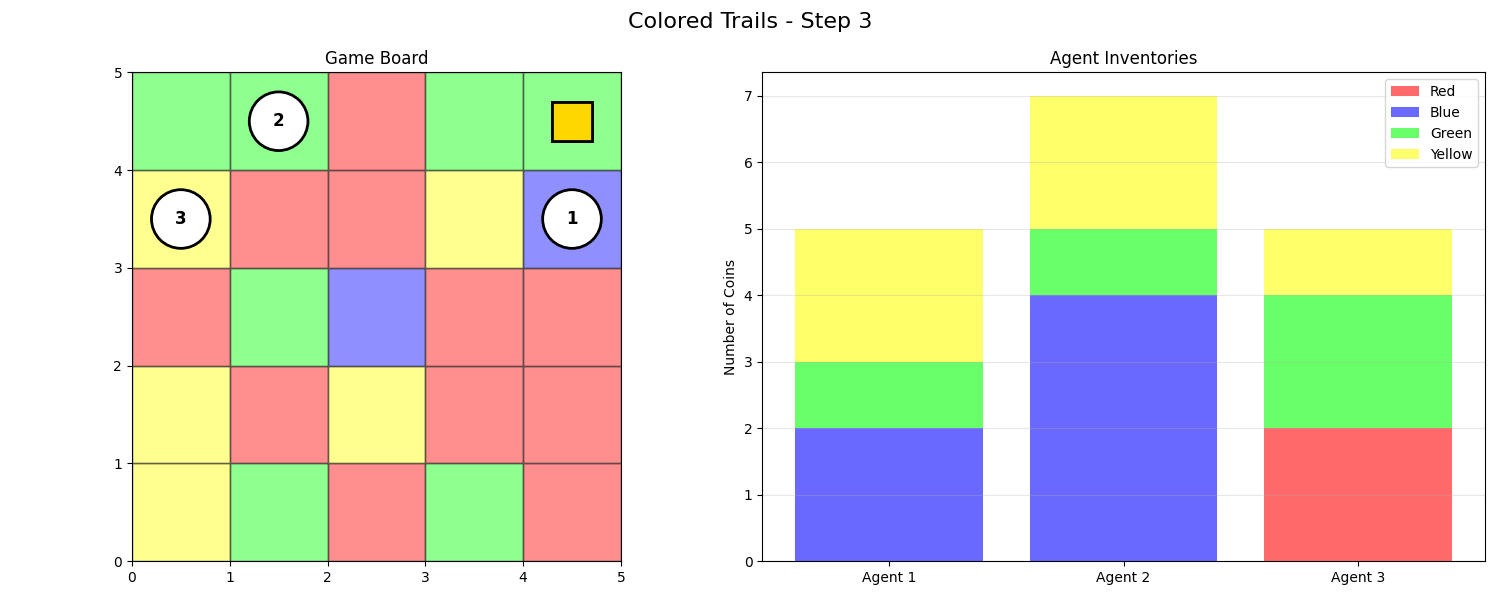 Colored Trails - Step 3
Game Board
5
4
3
2
1
0
0 1 2 3 4 5
2
3
1
Agent Inventories
Number of Coins
7
6
5
4
3
2
1
0
Agent 1 Agent 2 Agent 3
Red
Blue
Green
Yellow